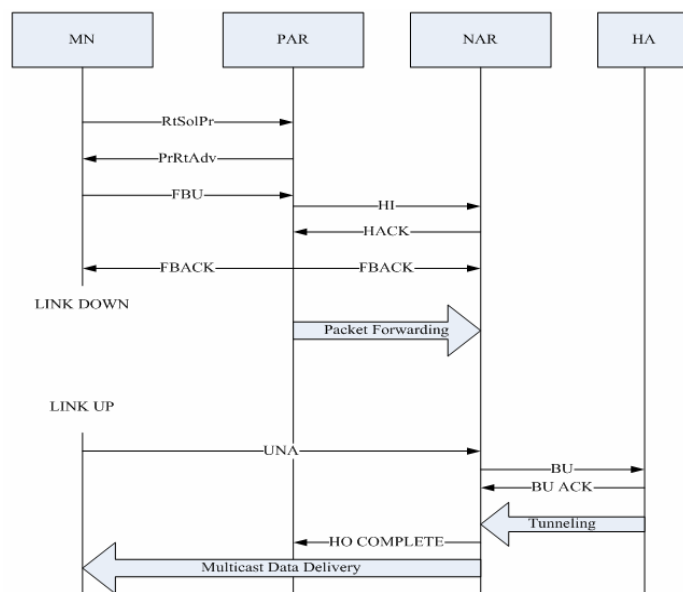 MN PAR NAR HA
RtSolPr
PrRtAdv
FBU
HI
HACK
FBACK FBACK
LINK DOWN
Packet Forwarding
LINK UP
UNA
BU
BU ACK
Tunneling
HO COMPLETE
Multicast Data Delivery